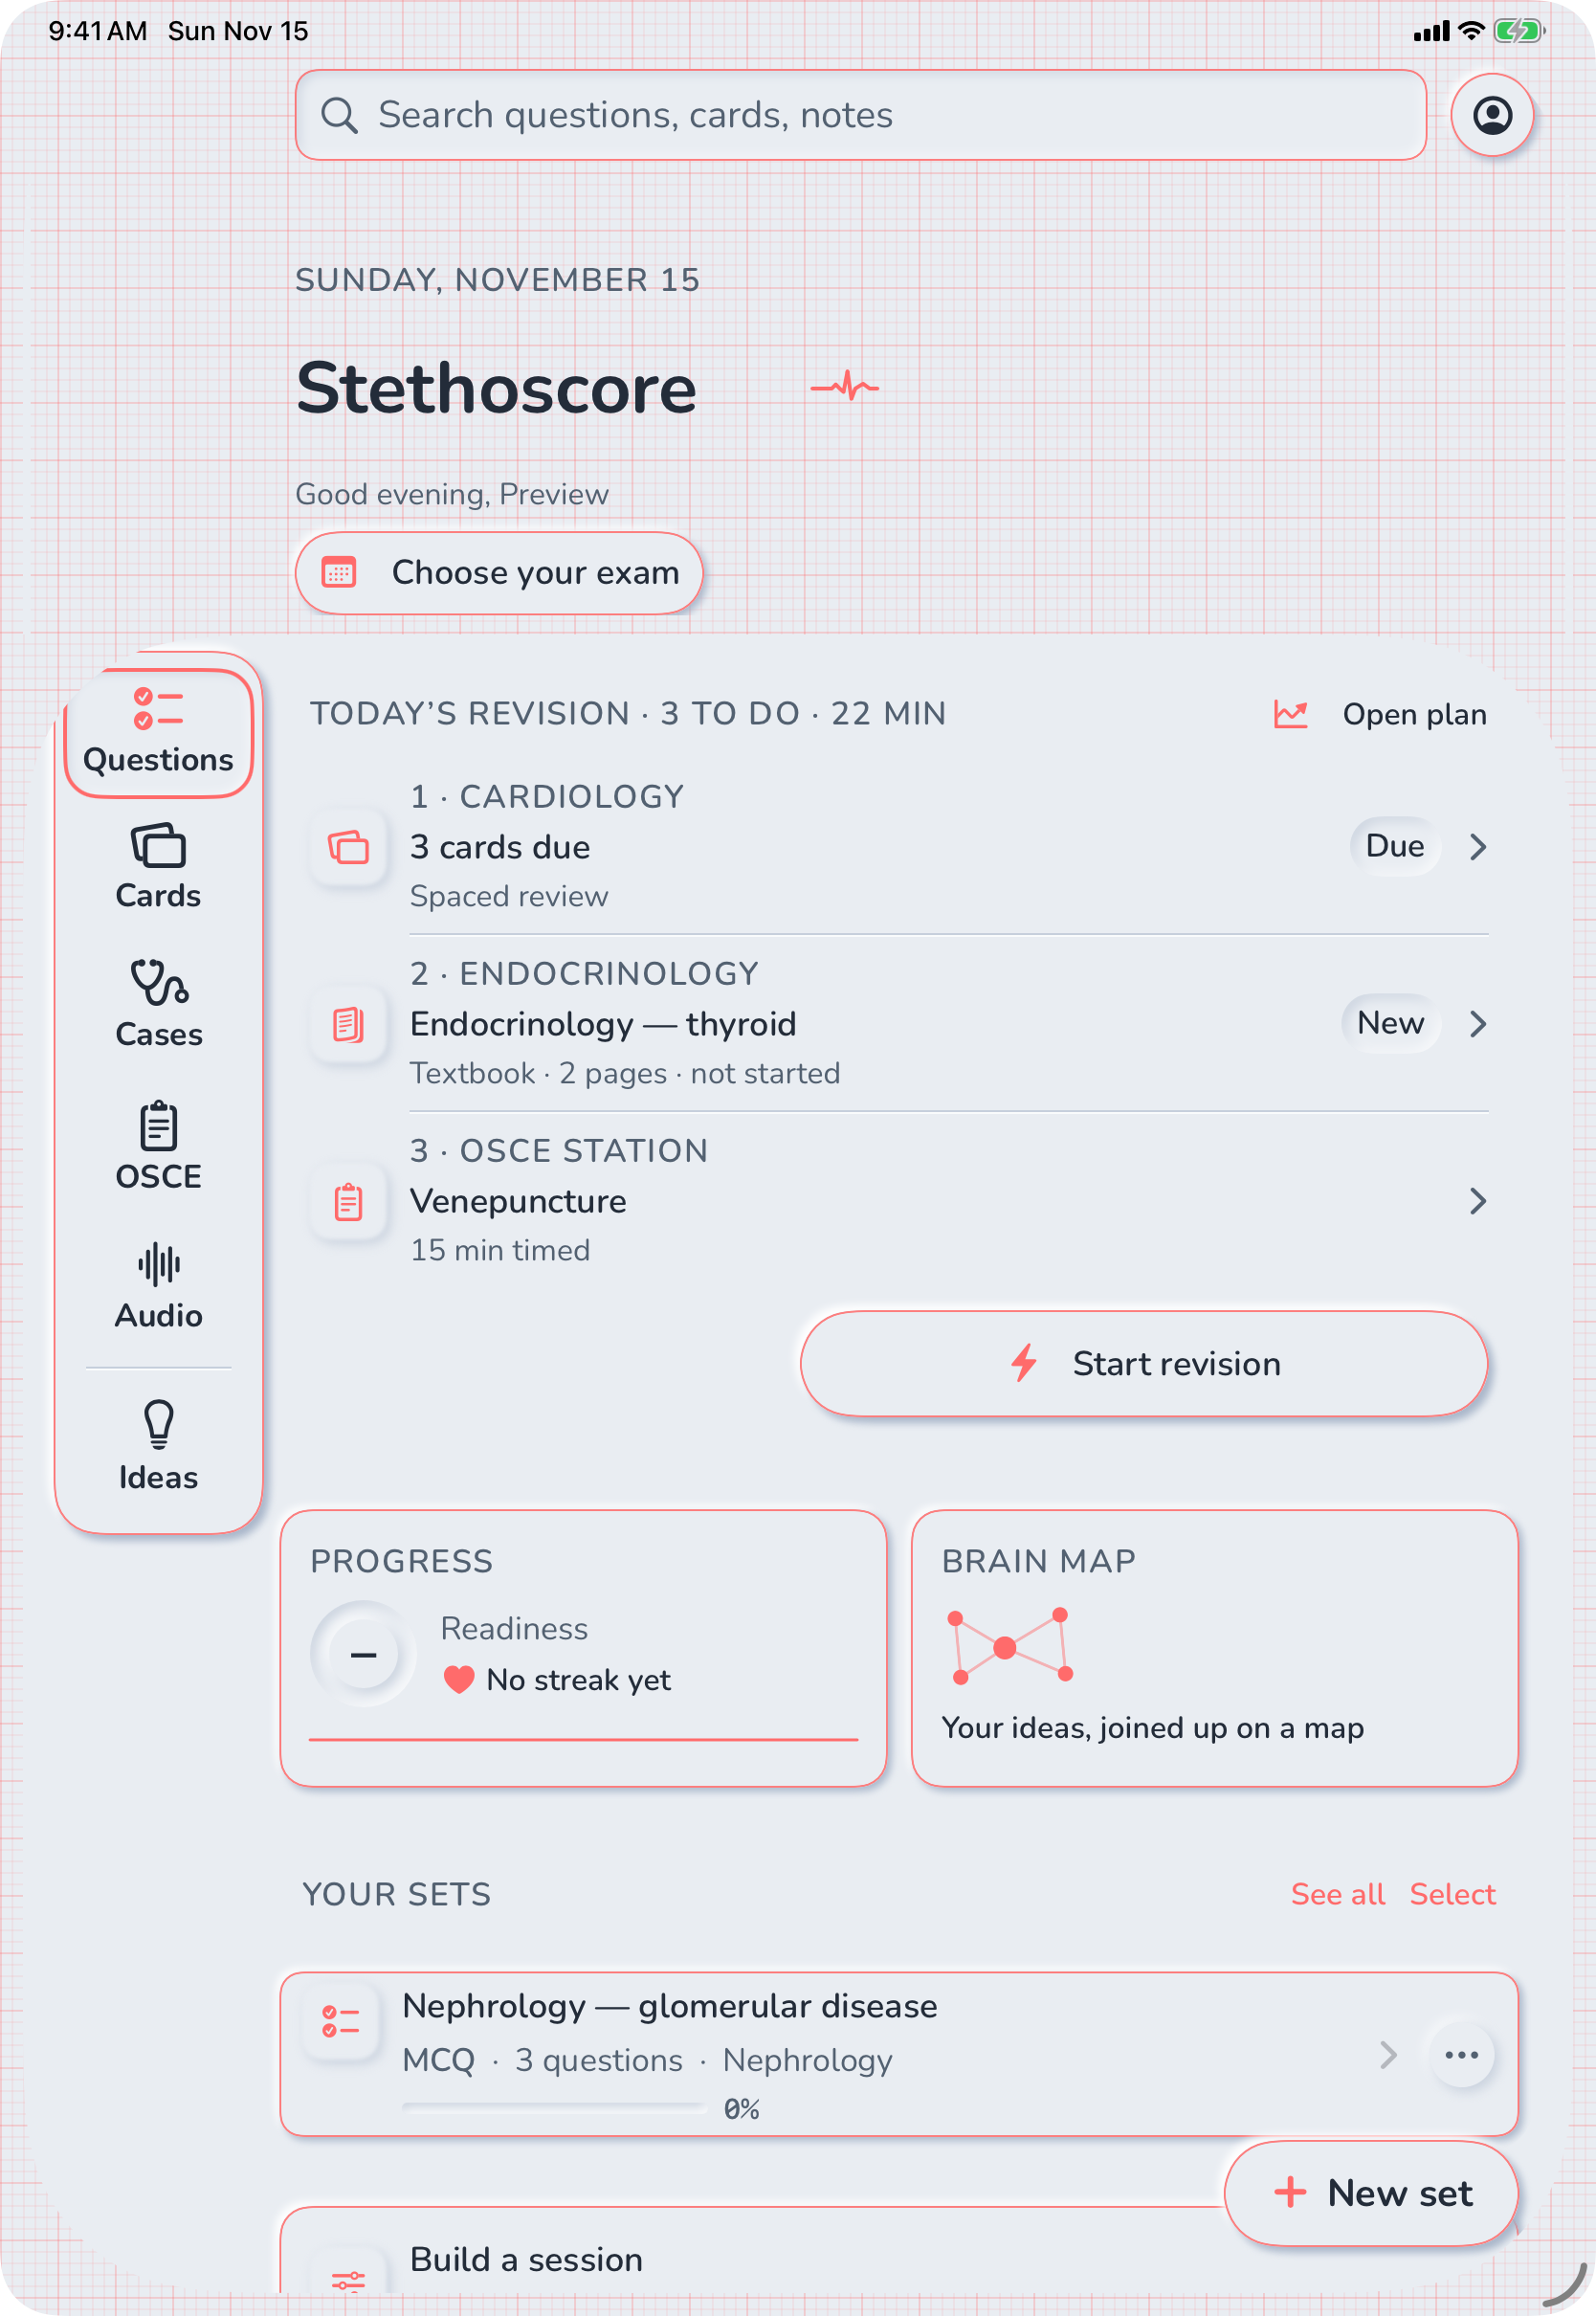 9:41 AM Sun Nov 15
Search questions, cards, notes
SUNDAY, NOVEMBER 15
Stethoscore
Good evening, Preview
Choose your exam
Questions
Cards
Cases
OSCE
Audio
Ideas
TODAY’S REVISION · 3 TO DO · 22 MIN
Open plan
1 · CARDIOLOGY
3 cards due
Spaced review
Due
2 · ENDOCRINOLOGY
Endocrinology — thyroid
Textbook · 2 pages · not started
New
3 · OSCE STATION
Venepuncture
15 min timed
Start revision
PROGRESS
–
Readiness
No streak yet
BRAIN MAP
Your ideas, joined up on a map
YOUR SETS
See all Select
Nephrology — glomerular disease
MCQ · 3 questions · Nephrology
0%
New set
Build a session